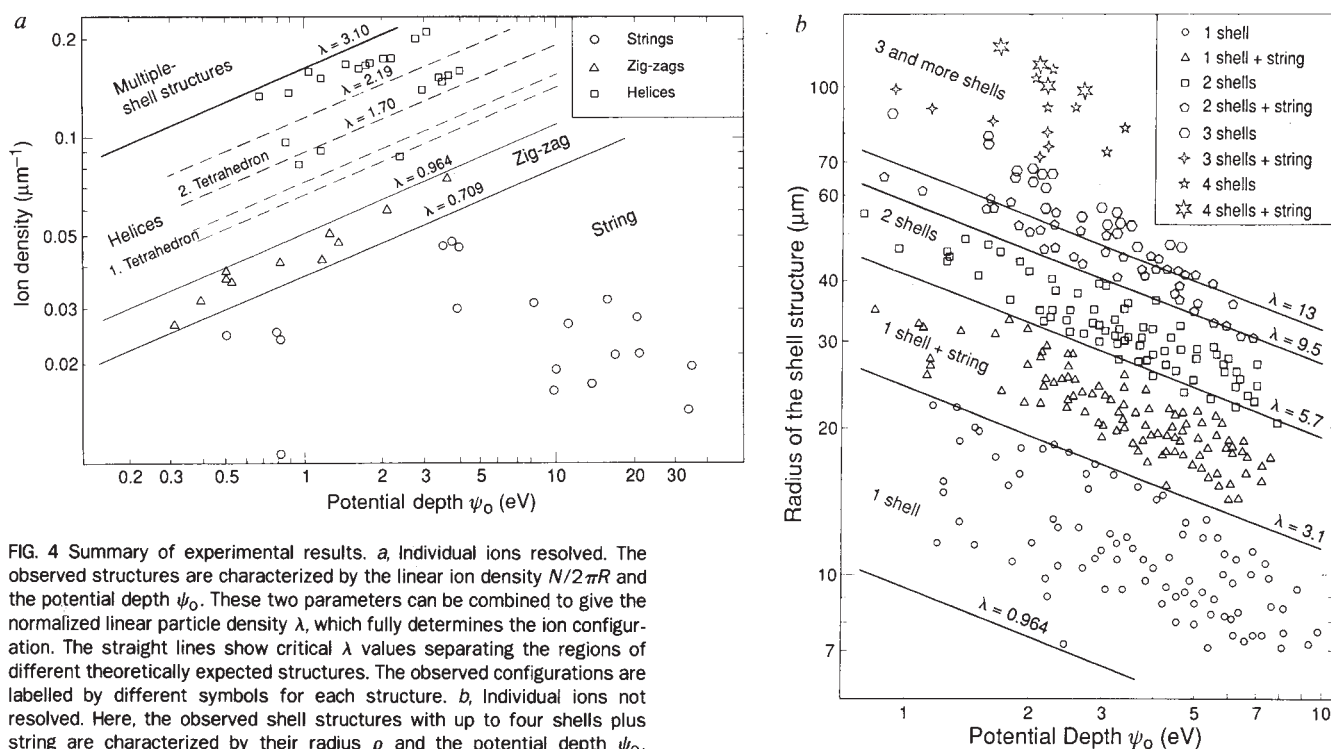 a
0.2
0.1
0.05
0.03
0.02
Ion density (μm⁻¹)
Multiple-
shell structures
λ = 3.10
λ = 2.19
λ = 1.70
2. Tetrahedron
Helices
1. Tetrahedron
λ = 0.964
Zig-zag
λ = 0.709
String
Strings
Zig-zags
Helices
0.2 0.3 0.5 1 2 3 5 10 20 30
Potential depth ψo (eV)
FIG. 4 Summary of experimental results. a, Individual ions resolved. The
observed structures are characterized by the linear ion density N/2πR and
the potential depth ψo. These two parameters can be combined to give the
normalized linear particle density λ, which fully determines the ion configur-
ation. The straight lines show critical λ values separating the regions of
different theoretically expected structures. The observed configurations are
labelled by different symbols for each structure. b, Individual ions not
resolved. Here, the observed shell structures with up to four shells plus
string are characterized by their radius ρ and the potential depth ψo.
b
100
70
60
50
40
30
20
10
7
Radius of the shell structure (μm)
3 and more shells
2 shells
1 shell + string
1 shell
λ = 13
λ = 9.5
λ = 5.7
λ = 3.1
λ = 0.964
1 shell
1 shell + string
2 shells
2 shells + string
3 shells
3 shells + string
4 shells
4 shells + string
1 2 3 5 7 10
Potential Depth ψo (eV)